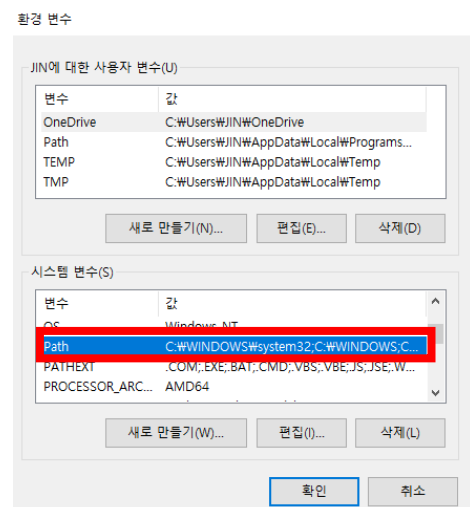 환경 변수
JIN에 대한 사용자 변수(U)
변수 값
OneDrive C:₩Users₩JIN₩OneDrive
Path C:₩Users₩JIN₩AppData₩Local₩Programs...
TEMP C:₩Users₩JIN₩AppData₩Local₩Temp
TMP C:₩Users₩JIN₩AppData₩Local₩Temp
새로 만들기(N)... 편집(E)... 삭제(D)
시스템 변수(S)
변수 값
OS Windows_NT
Path C:₩WINDOWS₩system32;C:₩WINDOWS;C...
PATHEXT .COM;.EXE;.BAT;.CMD;.VBS;.VBE;.JS;.JSE;.W...
PROCESSOR_ARC... AMD64
새로 만들기(W)... 편집(I)... 삭제(L)
확인 취소